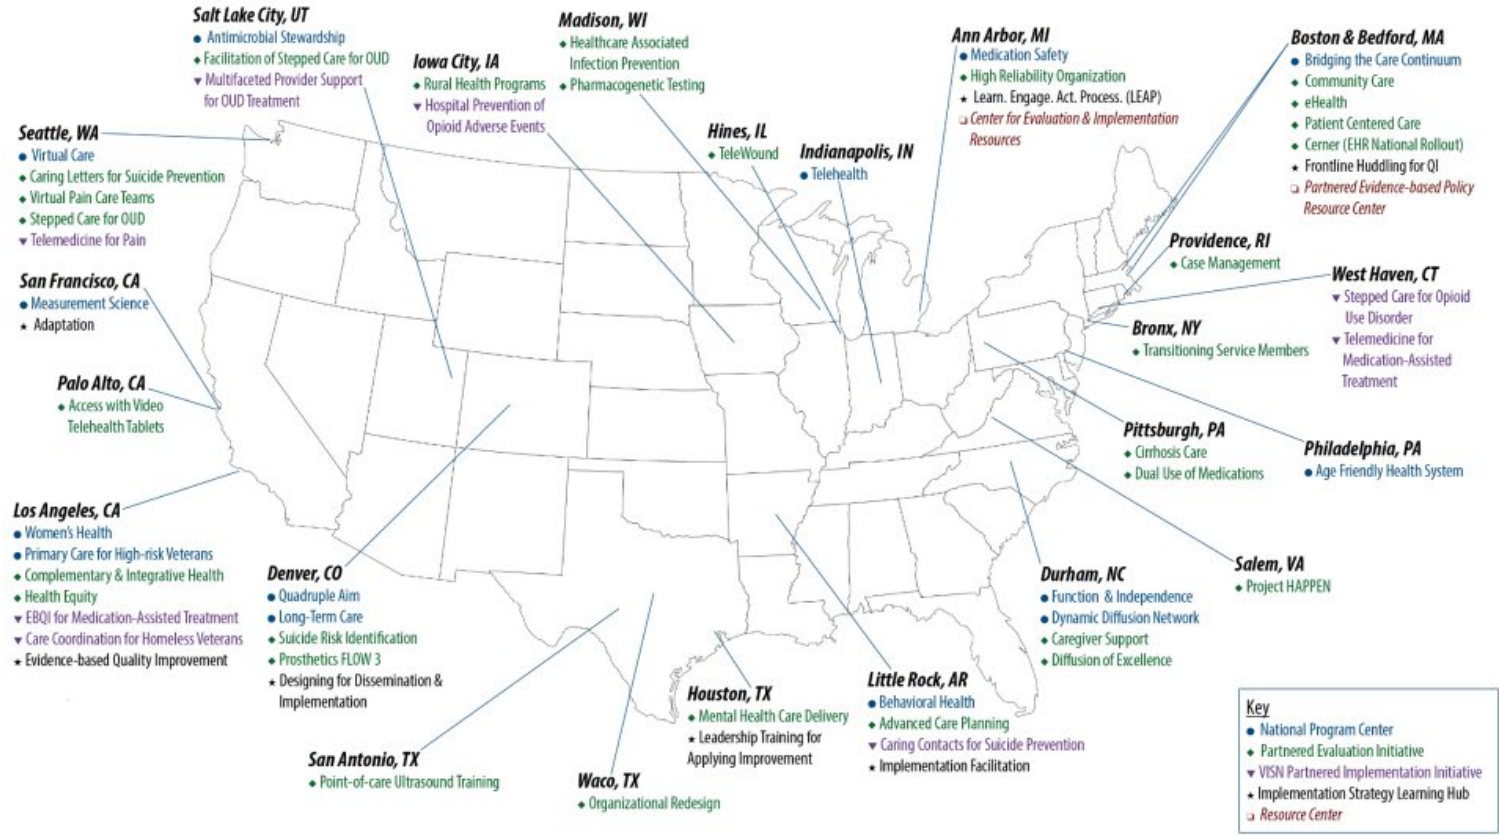 Salt Lake City, UT
● Antimicrobial Stewardship
◆ Facilitation of Stepped Care for OUD
▼ Multifaceted Provider Support
for OUD Treatment
Iowa City, IA
◆ Rural Health Programs
▼ Hospital Prevention of
Opioid Adverse Events
Madison, WI
◆ Healthcare Associated
Infection Prevention
◆ Pharmacogenetic Testing
Hines, IL
◆ TeleWound
Indianapolis, IN
● Telehealth
Ann Arbor, MI
● Medication Safety
◆ High Reliability Organization
★ Learn. Engage. Act. Process. (LEAP)
❑ Center for Evaluation & Implementation
Resources
Boston & Bedford, MA
● Bridging the Care Continuum
◆ Community Care
◆ eHealth
◆ Patient Centered Care
◆ Cerner (EHR National Rollout)
★ Frontline Huddling for QI
❑ Partnered Evidence-based Policy
Resource Center
Seattle, WA
● Virtual Care
◆ Caring Letters for Suicide Prevention
◆ Virtual Pain Care Teams
◆ Stepped Care for OUD
▼ Telemedicine for Pain
San Francisco, CA
● Measurement Science
★ Adaptation
Palo Alto, CA
◆ Access with Video
Telehealth Tablets
Los Angeles, CA
● Women's Health
● Primary Care for High-risk Veterans
◆ Complementary & Integrative Health
◆ Health Equity
▼ EBQI for Medication-Assisted Treatment
▼ Care Coordination for Homeless Veterans
★ Evidence-based Quality Improvement
Denver, CO
● Quadruple Aim
● Long-Term Care
◆ Suicide Risk Identification
◆ Prosthetics FLOW 3
★ Designing for Dissemination &
Implementation
San Antonio, TX
◆ Point-of-care Ultrasound Training
Waco, TX
◆ Organizational Redesign
Houston, TX
◆ Mental Health Care Delivery
★ Leadership Training for
Applying Improvement
Little Rock, AR
● Behavioral Health
◆ Advanced Care Planning
▼ Caring Contacts for Suicide Prevention
★ Implementation Facilitation
Durham, NC
● Function & Independence
● Dynamic Diffusion Network
◆ Caregiver Support
◆ Diffusion of Excellence
Salem, VA
◆ Project HAPPEN
Pittsburgh, PA
◆ Cirrhosis Care
◆ Dual Use of Medications
Philadelphia, PA
● Age Friendly Health System
Providence, RI
◆ Case Management
West Haven, CT
▼ Stepped Care for Opioid
Use Disorder
▼ Telemedicine for
Medication-Assisted
Treatment
Bronx, NY
◆ Transitioning Service Members
Key
● National Program Center
◆ Partnered Evaluation Initiative
▼ VISN Partnered Implementation Initiative
★ Implementation Strategy Learning Hub
❑ Resource Center